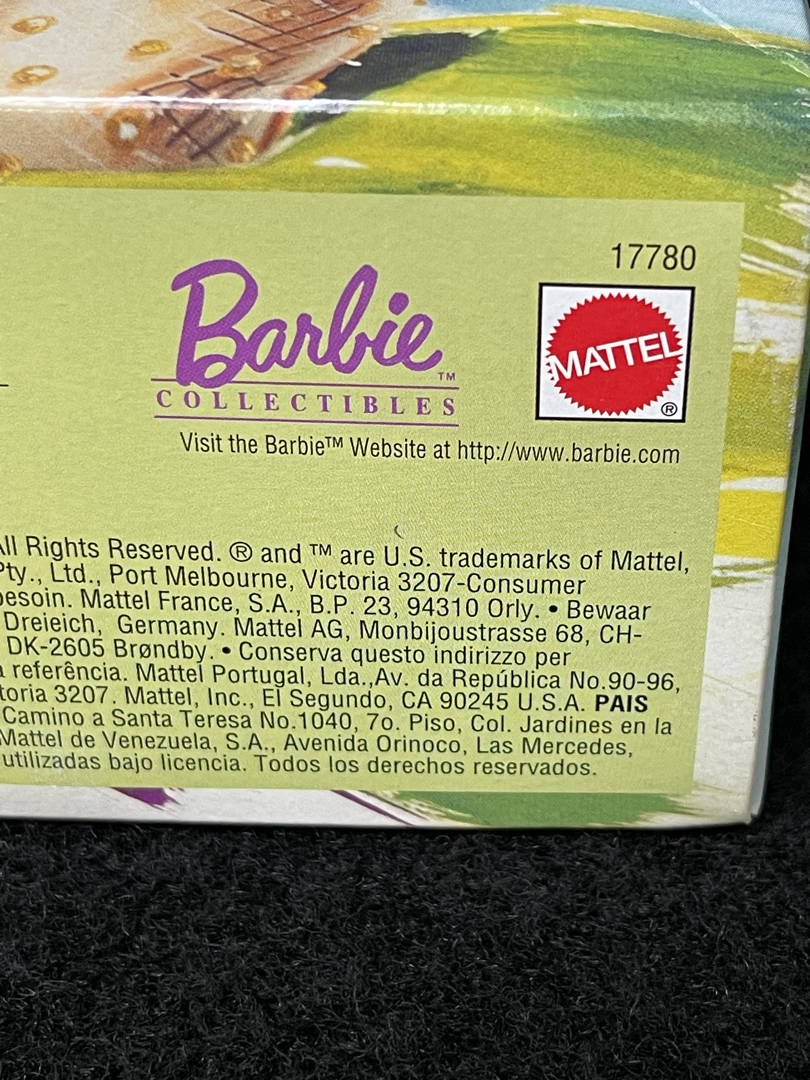 17780
Barbie™
COLLECTIBLES
MATTEL®
Visit the Barbie™ Website at http://www.barbie.com
All Rights Reserved. ® and ™ are U.S. trademarks of Mattel,
Pty., Ltd., Port Melbourne, Victoria 3207-Consumer
besoin. Mattel France, S.A., B.P. 23, 94310 Orly. • Bewaar
Dreieich, Germany. Mattel AG, Monbijoustrasse 68, CH-
DK-2605 Brøndby. • Conserva questo indirizzo per
referência. Mattel Portugal, Lda.,Av. da República No.90-96,
toria 3207. Mattel, Inc., El Segundo, CA 90245 U.S.A. PAIS
Camino a Santa Teresa No.1040, 7o. Piso, Col. Jardines en la
Mattel de Venezuela, S.A., Avenida Orinoco, Las Mercedes,
utilizadas bajo licencia. Todos los derechos reservados.